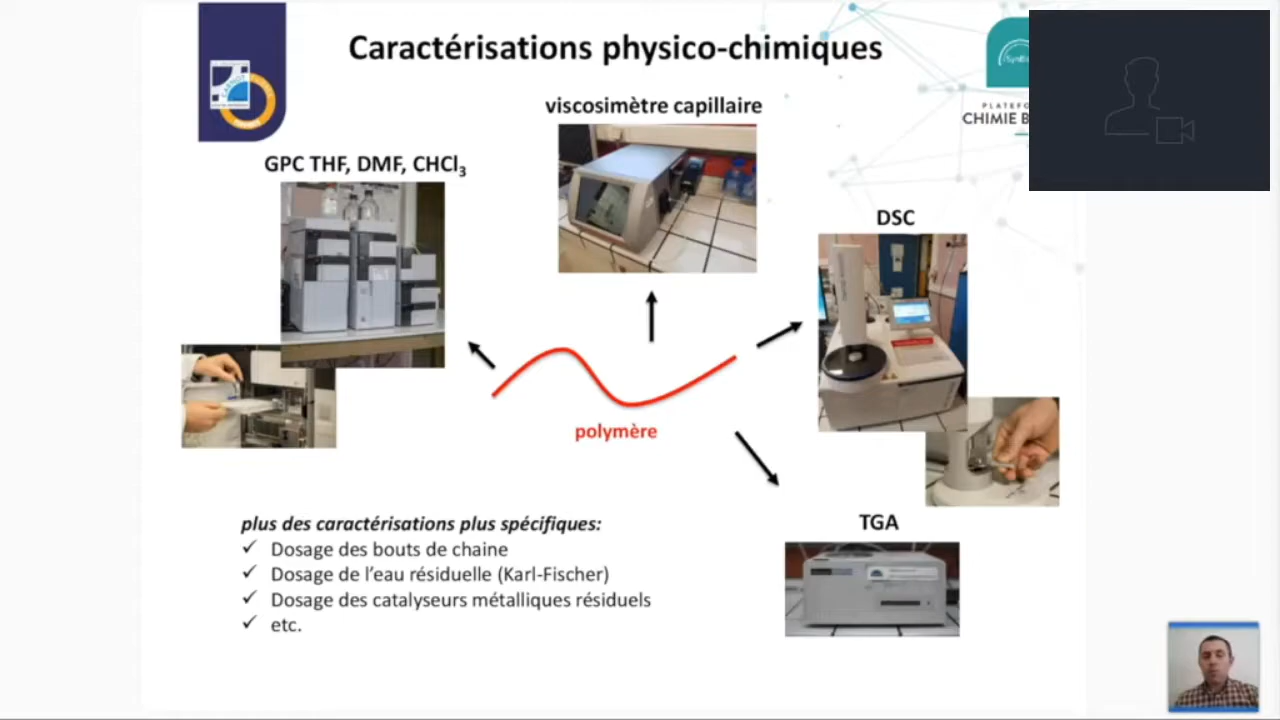 Caractérisations physico-chimiques
viscosimètre capillaire
CHIMIE B
GPC THF, DMF, CHCl₃
DSC
polymère
plus des caractérisations plus spécifiques:
✓ Dosage des bouts de chaine
✓ Dosage de l’eau résiduelle (Karl-Fischer)
✓ Dosage des catalyseurs métalliques résiduels
✓ etc.
TGA